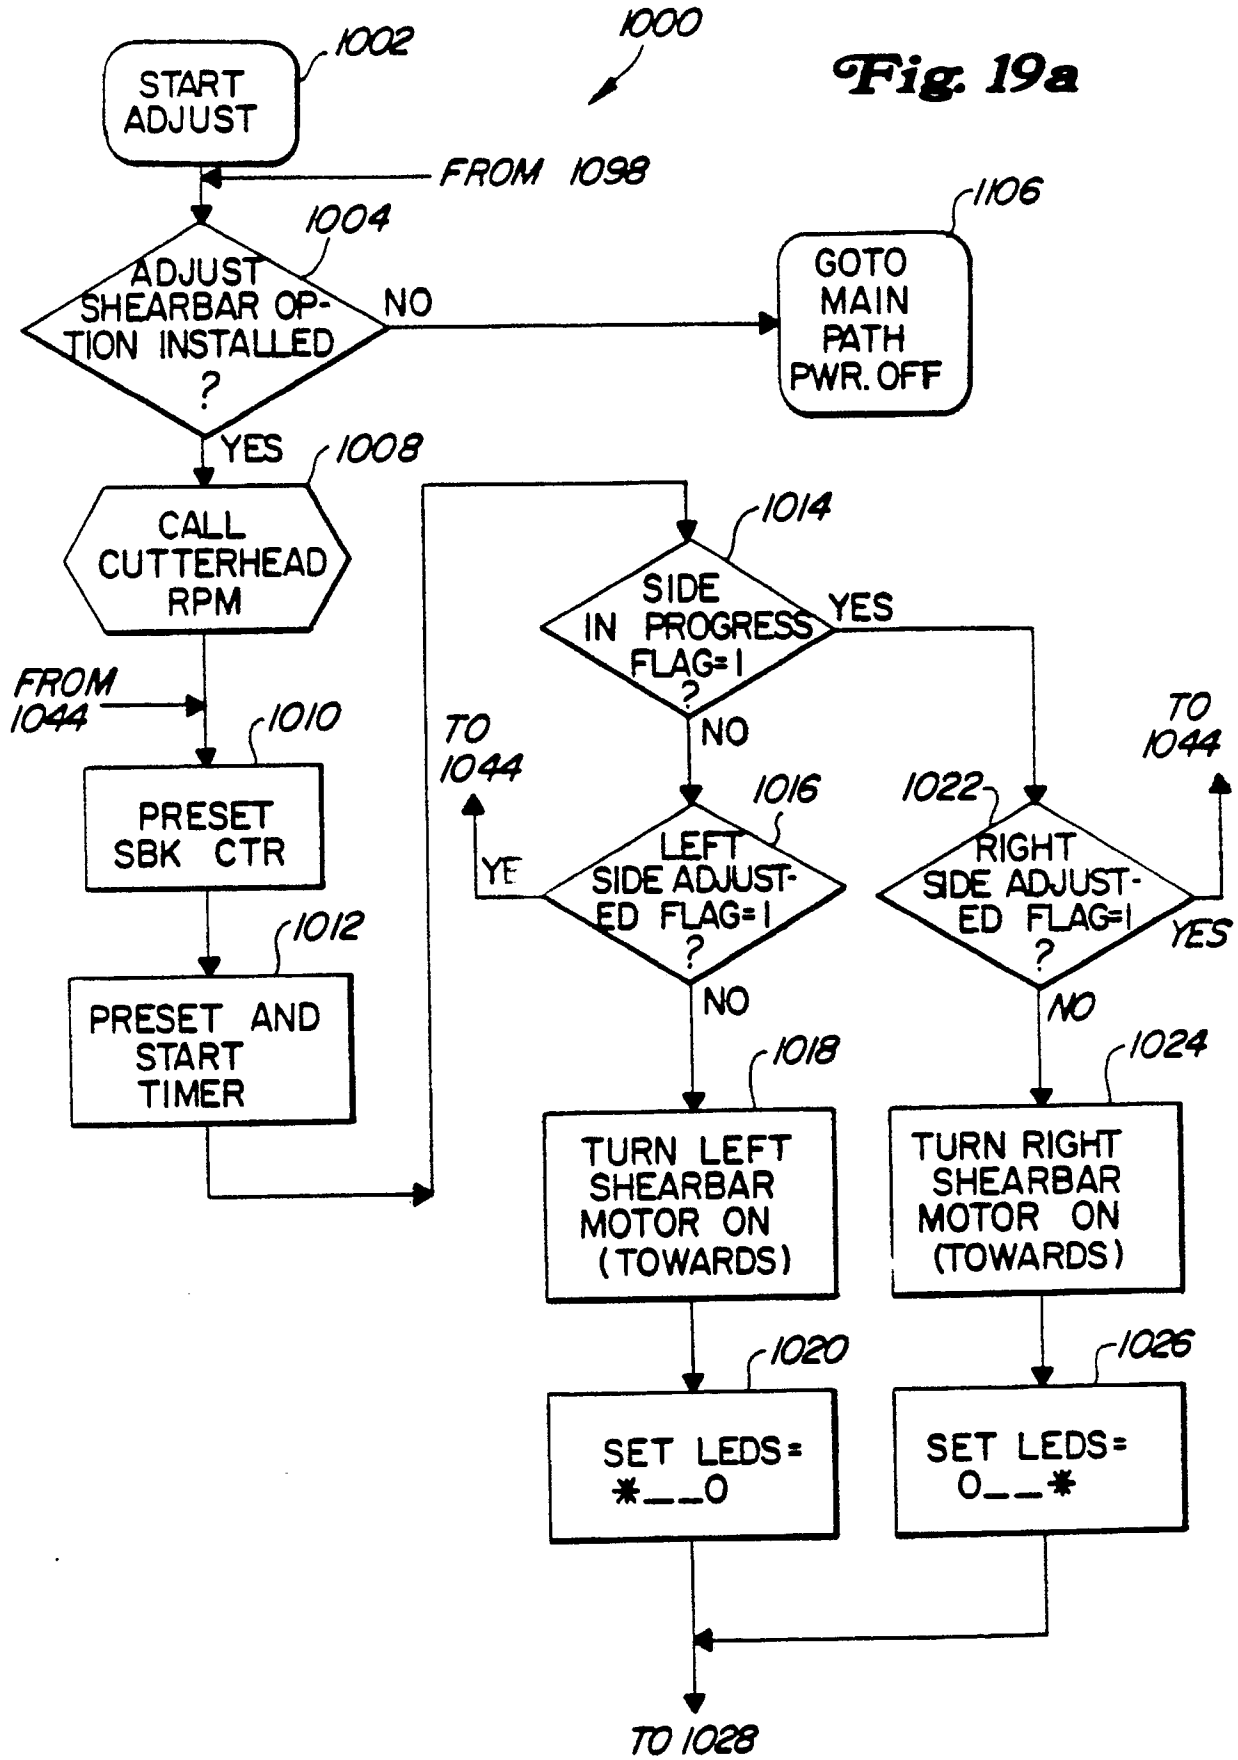 1000
Fig. 19a
1002
START
ADJUST
FROM 1098
1004
ADJUST
SHEARBAR OP-
TION INSTALLED
?
NO
YES
1106
GOTO
MAIN
PATH
PWR. OFF
1008
CALL
CUTTERHEAD
RPM
FROM
1044
1010
PRESET
SBK CTR
1012
PRESET AND
START
TIMER
1014
SIDE
IN PROGRESS
FLAG=1
?
YES
NO
TO
1044
1016
LEFT
SIDE ADJUST-
ED FLAG=1
?
YE
NO
TO
1044
1022
RIGHT
SIDE ADJUST-
ED FLAG=1
?
YES
NO
1018
TURN LEFT
SHEARBAR
MOTOR ON
(TOWARDS)
1024
TURN RIGHT
SHEARBAR
MOTOR ON
(TOWARDS)
1020
SET LEDS=
*__O
1026
SET LEDS=
O__*
TO 1028